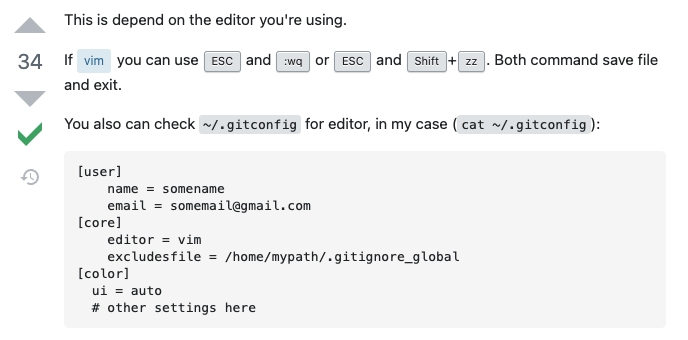 This is depend on the editor you're using.
34
If vim you can use ESC and :wq or ESC and Shift+zz. Both command save file
and exit.
You also can check ~/.gitconfig for editor, in my case (cat ~/.gitconfig):
[user]
    name = somename
    email = somemail@gmail.com
[core]
    editor = vim
    excludesfile = /home/mypath/.gitignore_global
[color]
  ui = auto
  # other settings here